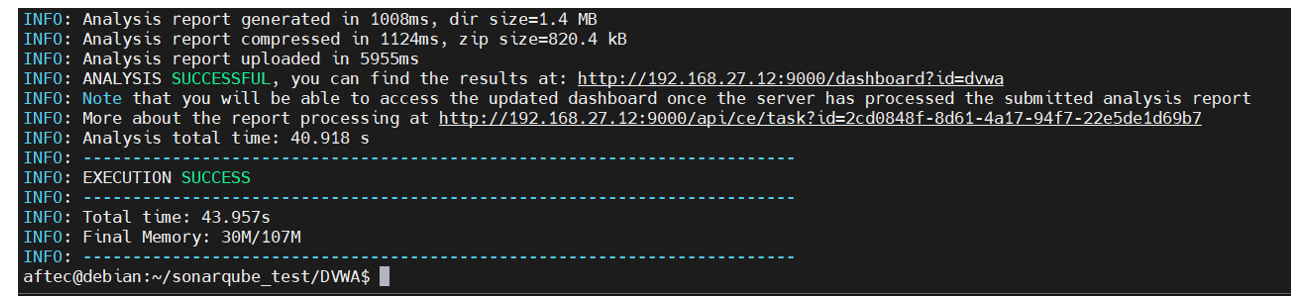 INFO: Analysis report generated in 1008ms, dir size=1.4 MB
INFO: Analysis report compressed in 1124ms, zip size=820.4 kB
INFO: Analysis report uploaded in 5955ms
INFO: ANALYSIS SUCCESSFUL, you can find the results at: http://192.168.27.12:9000/dashboard?id=dvwa
INFO: Note that you will be able to access the updated dashboard once the server has processed the submitted analysis report
INFO: More about the report processing at http://192.168.27.12:9000/api/ce/task?id=2cd0848f-8d61-4a17-94f7-22e5de1d69b7
INFO: Analysis total time: 40.918 s
INFO: ------------------------------------------------------------------------
INFO: EXECUTION SUCCESS
INFO: ------------------------------------------------------------------------
INFO: Total time: 43.957s
INFO: Final Memory: 30M/107M
INFO: ------------------------------------------------------------------------
aftec@debian:~/sonarqube_test/DVWA$